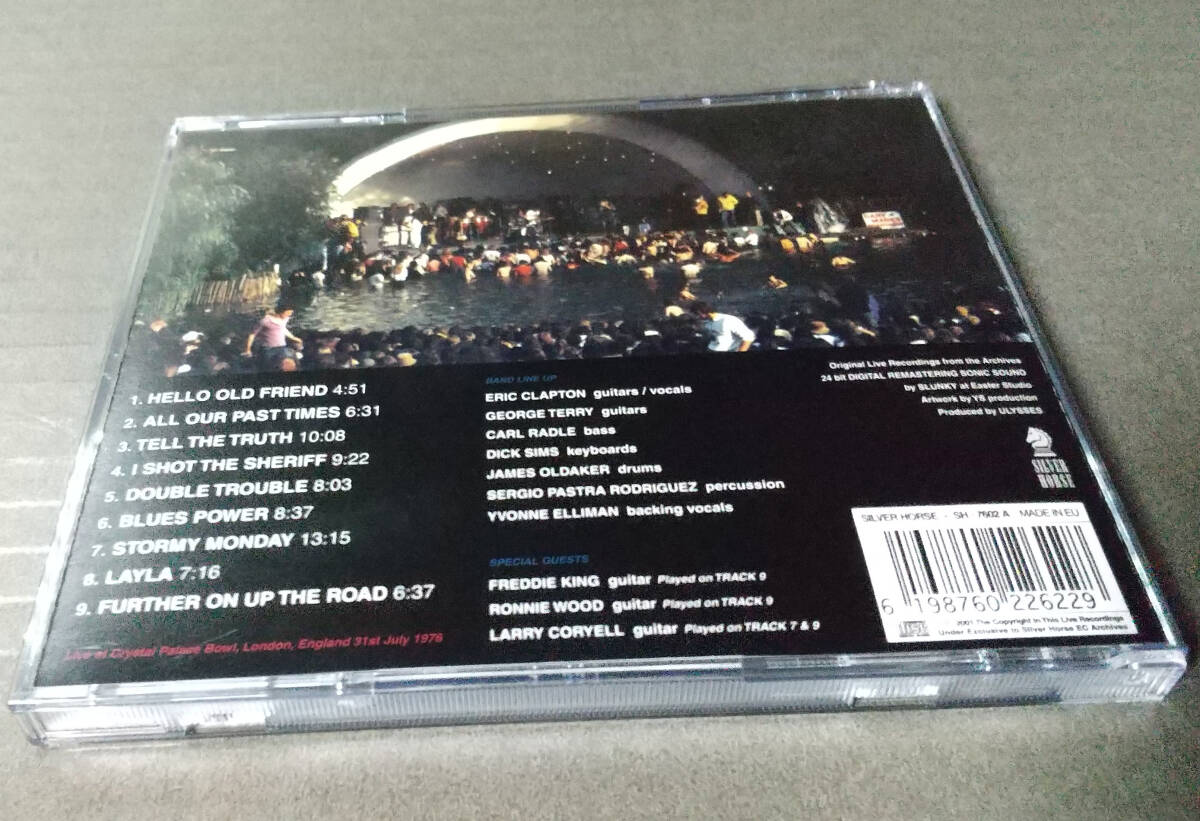 1. HELLO OLD FRIEND 4:51
2. ALL OUR PAST TIMES 6:31
3. TELL THE TRUTH 10:08
4. I SHOT THE SHERIFF 9:22
5. DOUBLE TROUBLE 8:03
6. BLUES POWER 8:37
7. STORMY MONDAY 13:15
8. LAYLA 7:16
9. FURTHER ON UP THE ROAD 6:37
Live at Crystal Palace Bowl, London, England 31st July 1976
BAND LINE UP
ERIC CLAPTON guitars / vocals
GEORGE TERRY guitars
CARL RADLE bass
DICK SIMS keyboards
JAMES OLDAKER drums
SERGIO PASTRA RODRIGUEZ percussion
YVONNE ELLIMAN backing vocals
SPECIAL GUESTS
FREDDIE KING guitar Played on TRACK 9
RONNIE WOOD guitar Played on TRACK 9
LARRY CORYELL guitar Played on TRACK 7 & 9
Original Live Recordings from the Archives
24 bit DIGITAL REMASTERING SONIC SOUND
by SLUNKY at Easter Studio
Artwork by YS production
Produced by ULYSSES
SILVER
HORSE
SILVER HORSE - SH 7602 A MADE IN EU
6 198760 226229
2001 The Copyright in This Live Recordings
Under Exclusive to Silver Horse EC Archives